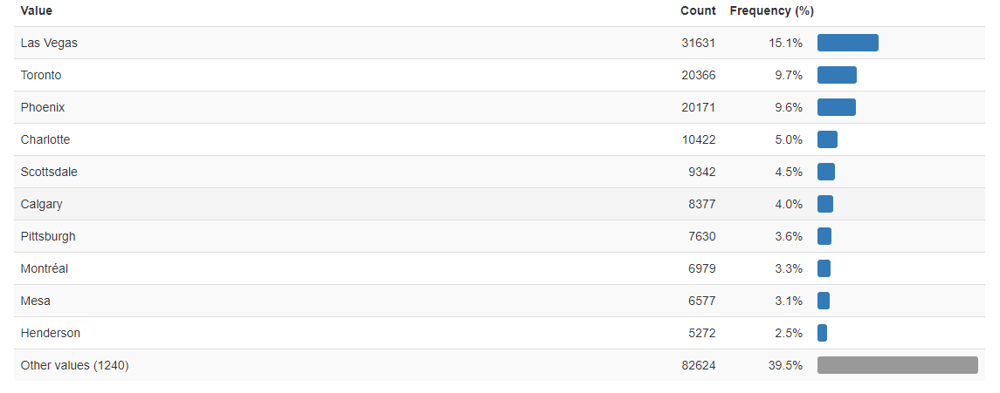 Value Count Frequency (%)
Las Vegas 31631 15.1%
Toronto 20366 9.7%
Phoenix 20171 9.6%
Charlotte 10422 5.0%
Scottsdale 9342 4.5%
Calgary 8377 4.0%
Pittsburgh 7630 3.6%
Montréal 6979 3.3%
Mesa 6577 3.1%
Henderson 5272 2.5%
Other values (1240) 82624 39.5%